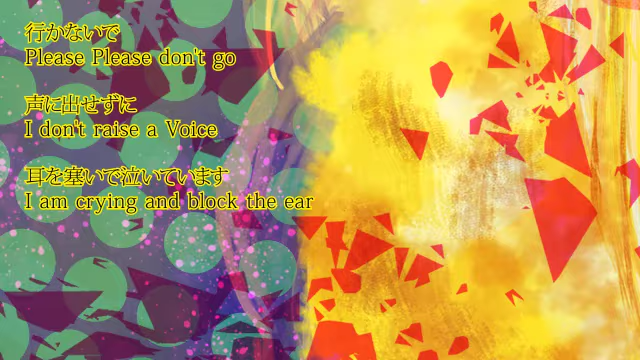 行かないで
Please Please don't go
声に出せずに
I don't raise a Voice
耳を塞いで泣いています
I am crying and block the ear